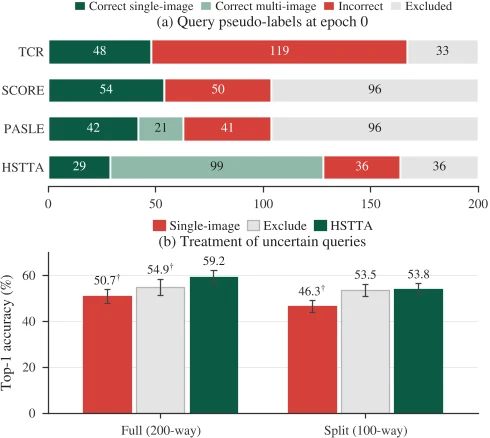 Correct single-image Correct multi-image Incorrect Excluded
(a) Query pseudo-labels at epoch 0
TCR 48 119 33
SCORE 54 50 96
PASLE 42 21 41 96
HSTTA 29 99 36 36
0 50 100 150 200
Single-image Exclude HSTTA
(b) Treatment of uncertain queries
Top-1 accuracy (%)
60
40
20
0
50.7† 54.9† 59.2 46.3† 53.5 53.8
Full (200-way) Split (100-way)